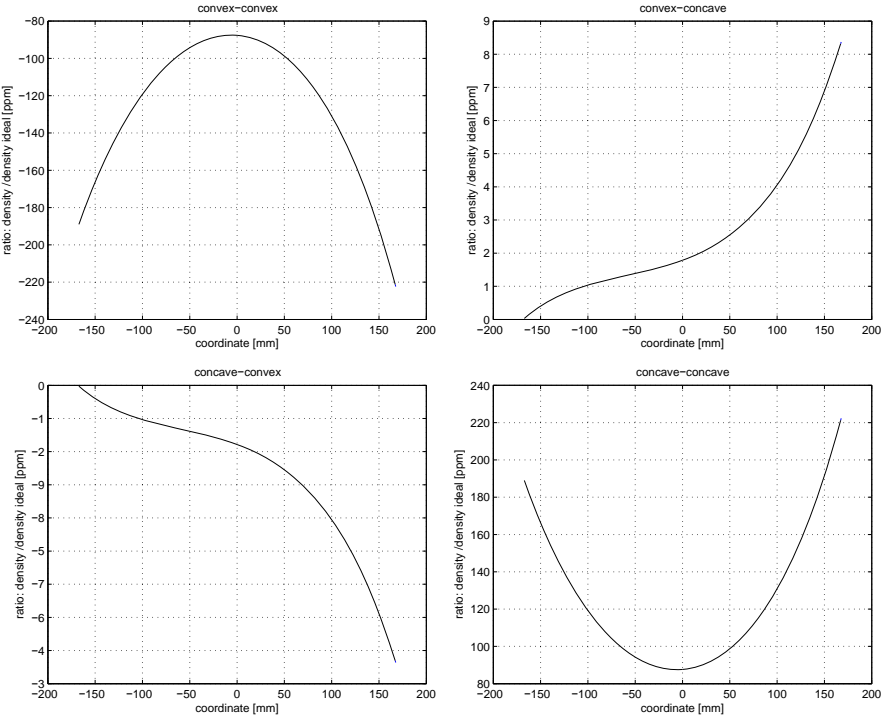 convex−convex
ratio: density /density ideal [ppm]
−80
−100
−120
−140
−160
−180
−200
−220
−240
−200 −150 −100 −50 0 50 100 150 200
coordinate [mm]
convex−concave
ratio: density /density ideal [ppm]
9
8
7
6
5
4
3
2
1
0
−200 −150 −100 −50 0 50 100 150 200
coordinate [mm]
concave−convex
ratio: density /density ideal [ppm]
0
−1
−2
−9
−8
−5
−7
−6
−4
−3
−200 −150 −100 −50 0 50 100 150 200
coordinate [mm]
concave−concave
ratio: density /density ideal [ppm]
240
220
200
180
160
140
120
100
80
−200 −150 −100 −50 0 50 100 150 200
coordinate [mm]